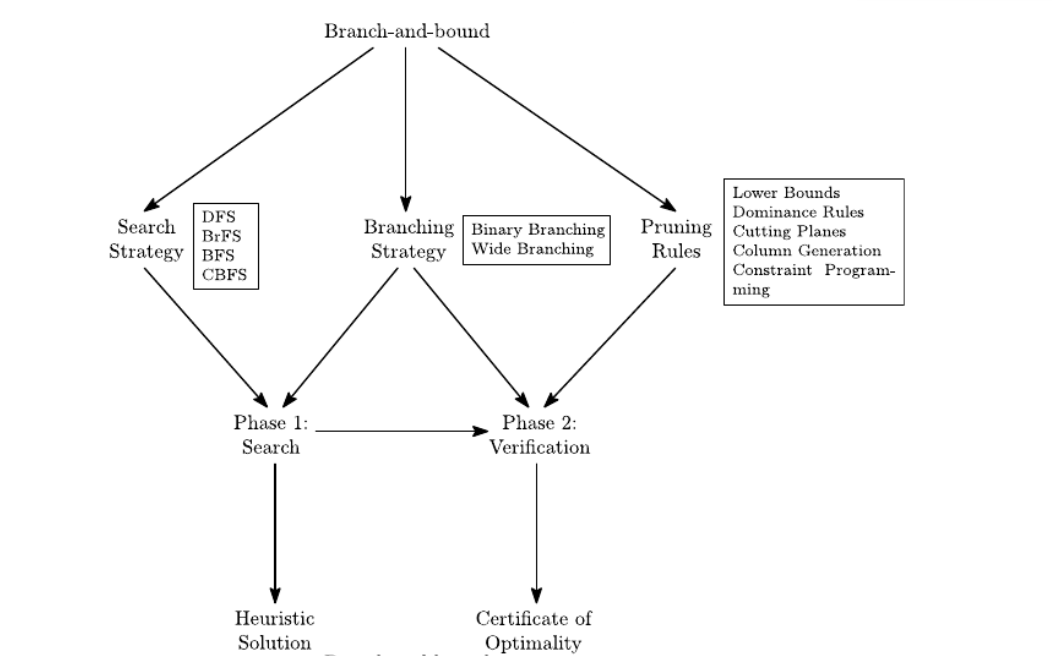 Branch-and-bound
Search
Strategy
DFS
BrFS
BFS
CBFS
Branching
Strategy
Binary Branching
Wide Branching
Pruning
Rules
Lower Bounds
Dominance Rules
Cutting Planes
Column Generation
Constraint Program-
ming
Phase 1:
Search
Phase 2:
Verification
Heuristic
Solution
Certificate of
Optimality